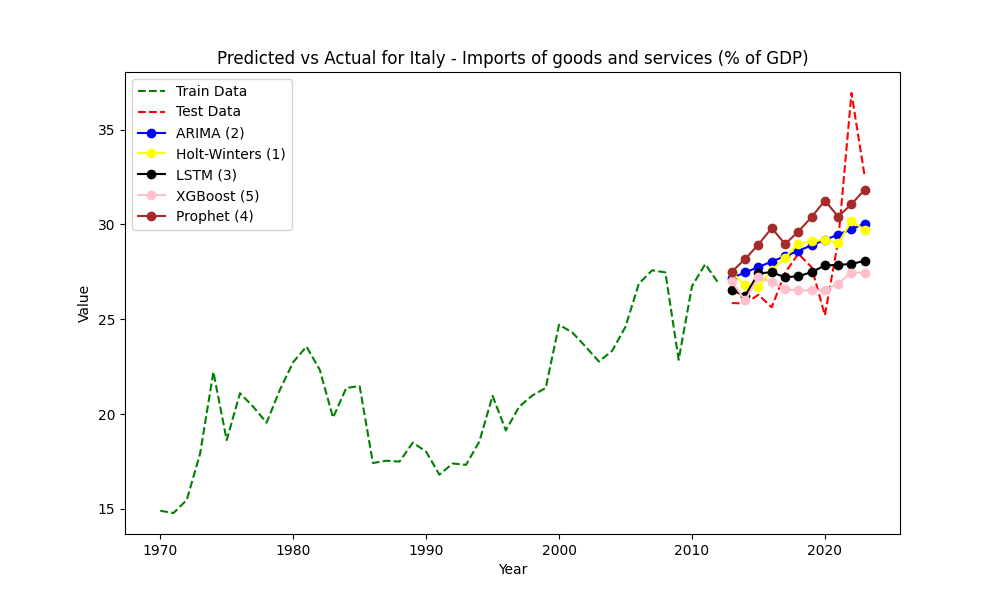 Predicted vs Actual for Italy - Imports of goods and services (% of GDP)
Train Data
Test Data
ARIMA (2)
Holt-Winters (1)
LSTM (3)
XGBoost (5)
Prophet (4)
35
30
25
20
15
Value
1970
1980
1990
2000
2010
2020
Year